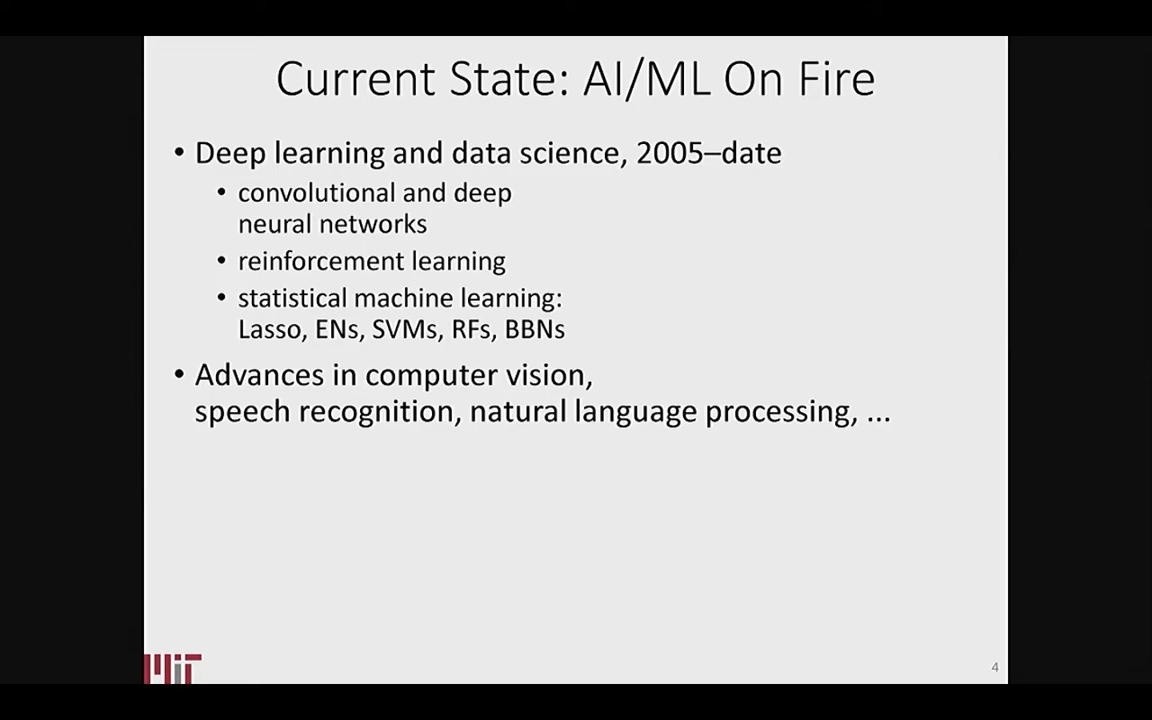 Current State: AI/ML On Fire
• Deep learning and data science, 2005–date
• convolutional and deep
neural networks
• reinforcement learning
• statistical machine learning:
Lasso, ENs, SVMs, RFs, BBNs
• Advances in computer vision,
speech recognition, natural language processing, ...
MIT
4